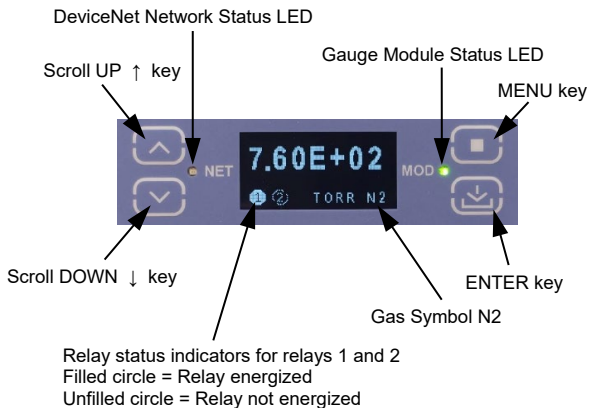 DeviceNet Network Status LED
Gauge Module Status LED
Scroll UP ↑ key
MENU key
7.60E+02
NET
MOD
1 2 TORR N2
Scroll DOWN ↓ key
ENTER key
Gas Symbol N2
Relay status indicators for relays 1 and 2
Filled circle = Relay energized
Unfilled circle = Relay not energized